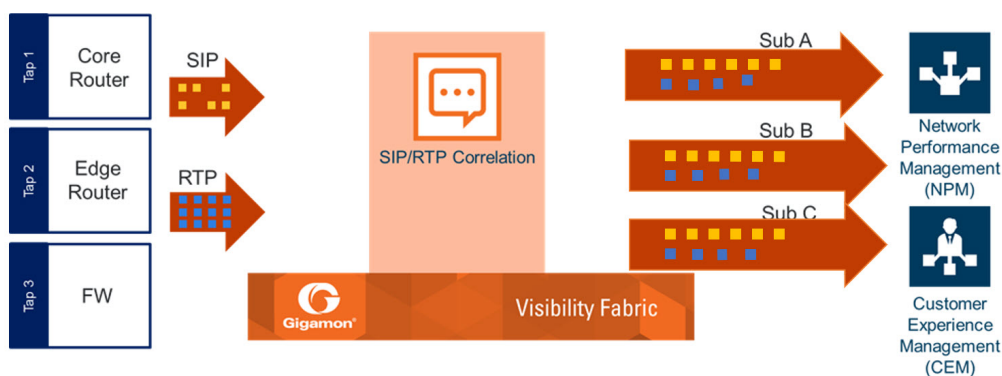 Tap 1
Core
Router
Tap 2
Edge
Router
Tap 3
FW
SIP
RTP
SIP/RTP Correlation
Gigamon®
Visibility Fabric
Sub A
Sub B
Sub C
Network
Performance
Management
(NPM)
Customer
Experience
Management
(CEM)